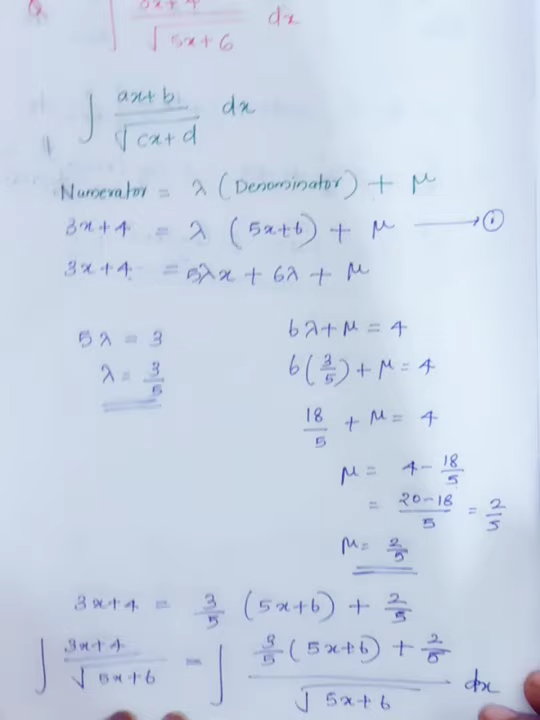 Q ∫ 3x+4 / √5x+6 dx
∫ ax+b / √cx+d dx
Numerator = λ (Denominator) + μ
3x+4 = λ (5x+6) + μ → ①
3x+4 = 5λx + 6λ + μ
5λ = 3
λ = 3/5
6λ+μ = 4
6(3/5)+μ = 4
18/5 + μ = 4
μ = 4-18/5
= 20-18/5 = 2/5
μ = 2/5
3x+4 = 3/5 (5x+6) + 2/5
∫ 3x+4 / √5x+6 = ∫ 3/5 (5x+6) + 2/5 / √5x+6 dx